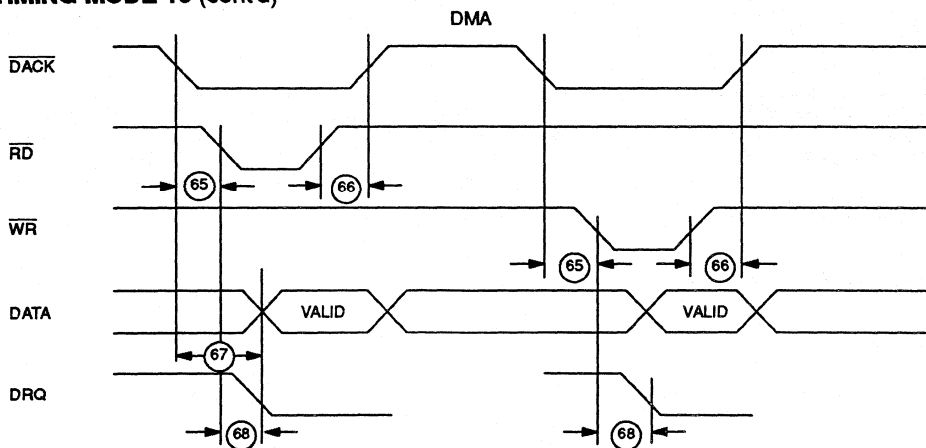 TIMING MODE 16 (cont'd)
DMA
DACK
RD
65
66
WR
65
66
DATA
VALID
VALID
67
DRQ
68
68